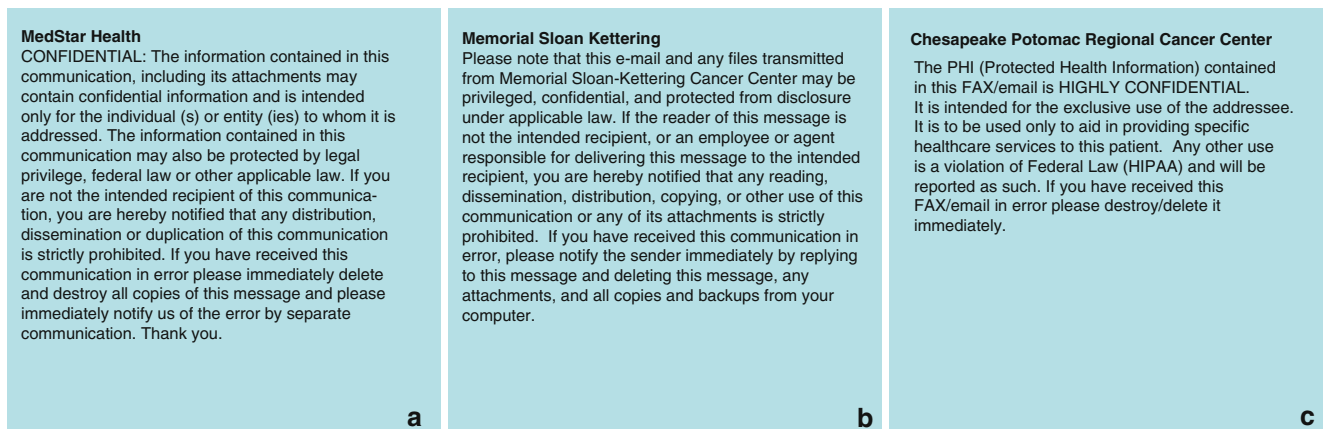 MedStar Health
CONFIDENTIAL: The information contained in this
communication, including its attachments may
contain confidential information and is intended
only for the individual (s) or entity (ies) to whom it is
addressed. The information contained in this
communication may also be protected by legal
privilege, federal law or other applicable law. If you
are not the intended recipient of this communica-
tion, you are hereby notified that any distribution,
dissemination or duplication of this communication
is strictly prohibited. If you have received this
communication in error please immediately delete
and destroy all copies of this message and please
immediately notify us of the error by separate
communication. Thank you.
a
Memorial Sloan Kettering
Please note that this e-mail and any files transmitted
from Memorial Sloan-Kettering Cancer Center may be
privileged, confidential, and protected from disclosure
under applicable law. If the reader of this message is
not the intended recipient, or an employee or agent
responsible for delivering this message to the intended
recipient, you are hereby notified that any reading,
dissemination, distribution, copying, or other use of this
communication or any of its attachments is strictly
prohibited.  If you have received this communication in
error, please notify the sender immediately by replying
to this message and deleting this message, any
attachments, and all copies and backups from your
computer.
b
Chesapeake Potomac Regional Cancer Center
The PHI (Protected Health Information) contained
in this FAX/email is HIGHLY CONFIDENTIAL.
It is intended for the exclusive use of the addressee.
It is to be used only to aid in providing specific
healthcare services to this patient.  Any other use
is a violation of Federal Law (HIPAA) and will be
reported as such. If you have received this
FAX/email in error please destroy/delete it
immediately.
c